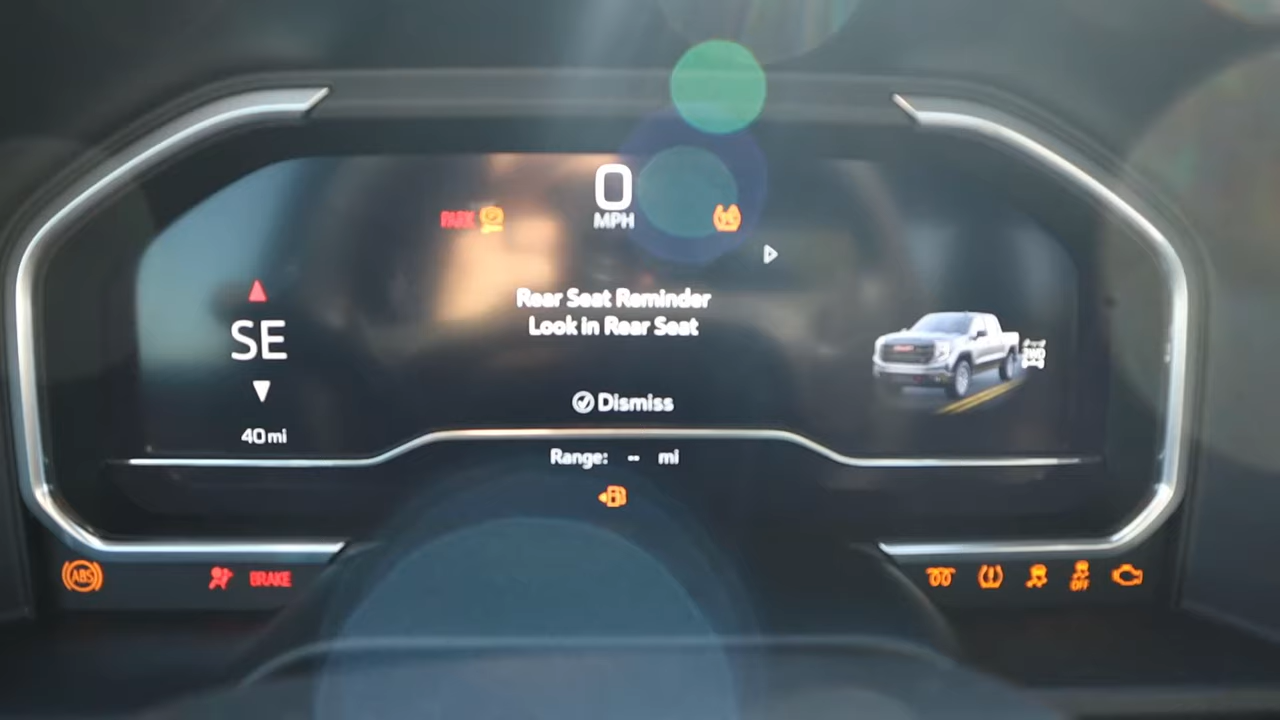 0
MPH
PARK
Rear Seat Reminder
Look in Rear Seat
SE
2WD
Dismiss
40 mi
Range: -- mi
ABS
BRAKE
OFF